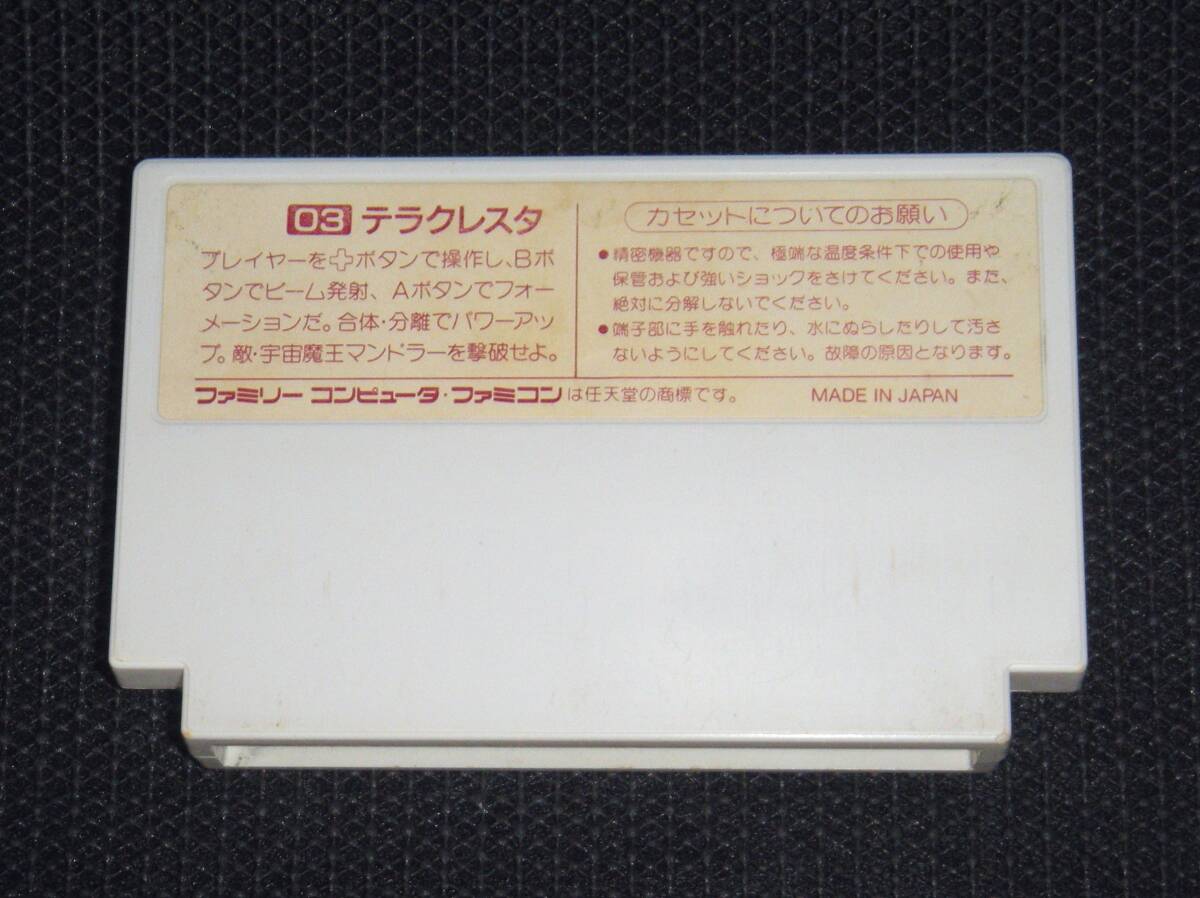 03 テラクレスタ
プレイヤーを✚ボタンで操作し、Bボ
タンでビーム発射、Aボタンでフォー
メーションだ。合体・分離でパワーアッ
プ。敵・宇宙魔王マンドラーを撃破せよ。
カセットについてのお願い
●精密機器ですので、極端な温度条件下での使用や
保管および強いショックをさけてください。また、
絶対に分解しないでください。
●端子部に手を触れたり、水にぬらしたりして汚さ
ないようにしてください。故障の原因となります。
ファミリー コンピュータ・ファミコンは任天堂の商標です。
MADE IN JAPAN